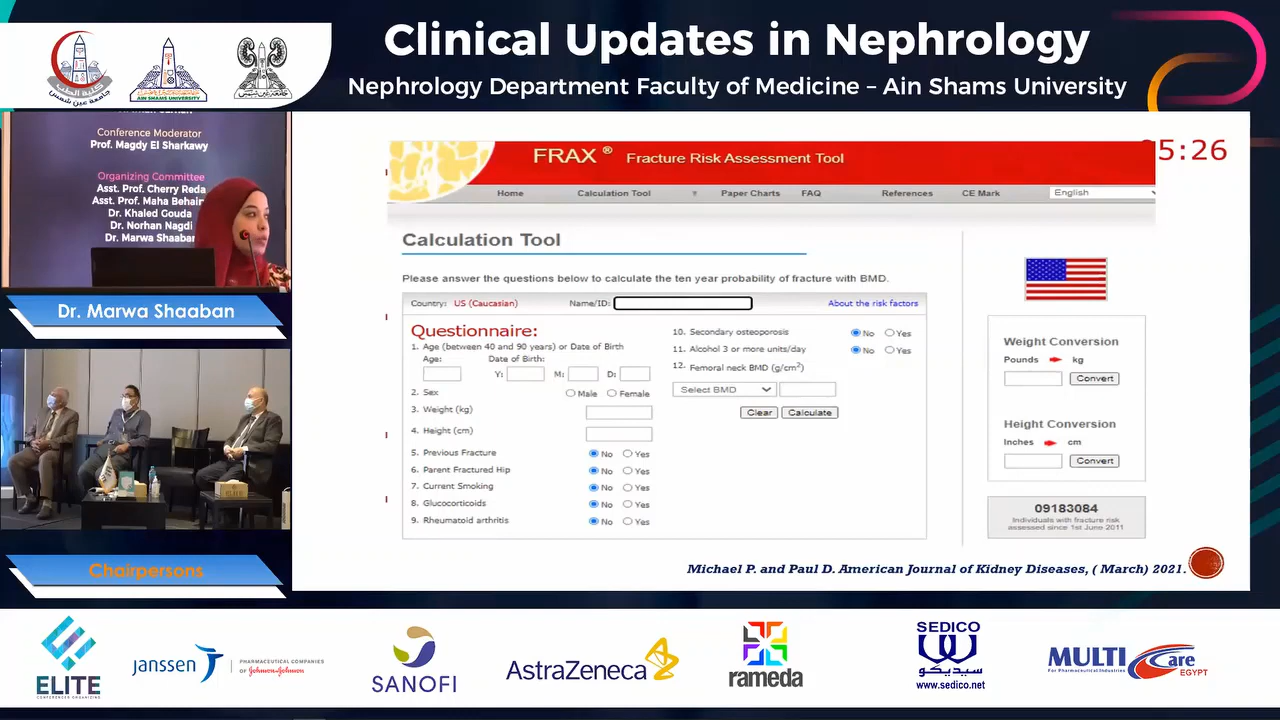 Clinical Updates in Nephrology
Nephrology Department Faculty of Medicine – Ain Shams University
AIN SHAMS UNIVERSITY
Conference Moderator
Prof. Magdy El Sharkawy
Organizing Committee
Asst. Prof. Cherry Reda
Asst. Prof. Maha Behairy
Dr. Khaled Gouda
Dr. Norhan Nagdi
Dr. Marwa Shaaban
Dr. Marwa Shaaban
Chairpersons
5:26
FRAX ® Fracture Risk Assessment Tool
Home Calculation Tool Paper Charts FAQ References CE Mark English
Calculation Tool
Please answer the questions below to calculate the ten year probability of fracture with BMD.
Country: US (Caucasian) Name/ID: About the risk factors
Questionnaire:
1. Age (between 40 and 90 years) or Date of Birth
Age: Date of Birth:
Y: M: D:
2. Sex Male Female
3. Weight (kg)
4. Height (cm)
5. Previous Fracture No Yes
6. Parent Fractured Hip No Yes
7. Current Smoking No Yes
8. Glucocorticoids No Yes
9. Rheumatoid arthritis No Yes
10. Secondary osteoporosis No Yes
11. Alcohol 3 or more units/day No Yes
12. Femoral neck BMD (g/cm²)
Select BMD
Clear Calculate
Weight Conversion
Pounds kg
Convert
Height Conversion
Inches cm
Convert
09183084
Individuals with fracture risk
assessed since 1st June 2011
Michael P. and Paul D. American Journal of Kidney Diseases, ( March) 2021.
ELITE
CONFERENCES ORGANIZING
janssen
PHARMACEUTICAL COMPANIES
OF Johnson & Johnson
SANOFI
AstraZeneca
rameda
SEDICO
سيديكو
www.sedico.net
MULTI Care
For Pharmaceutical Industries
EGYPT